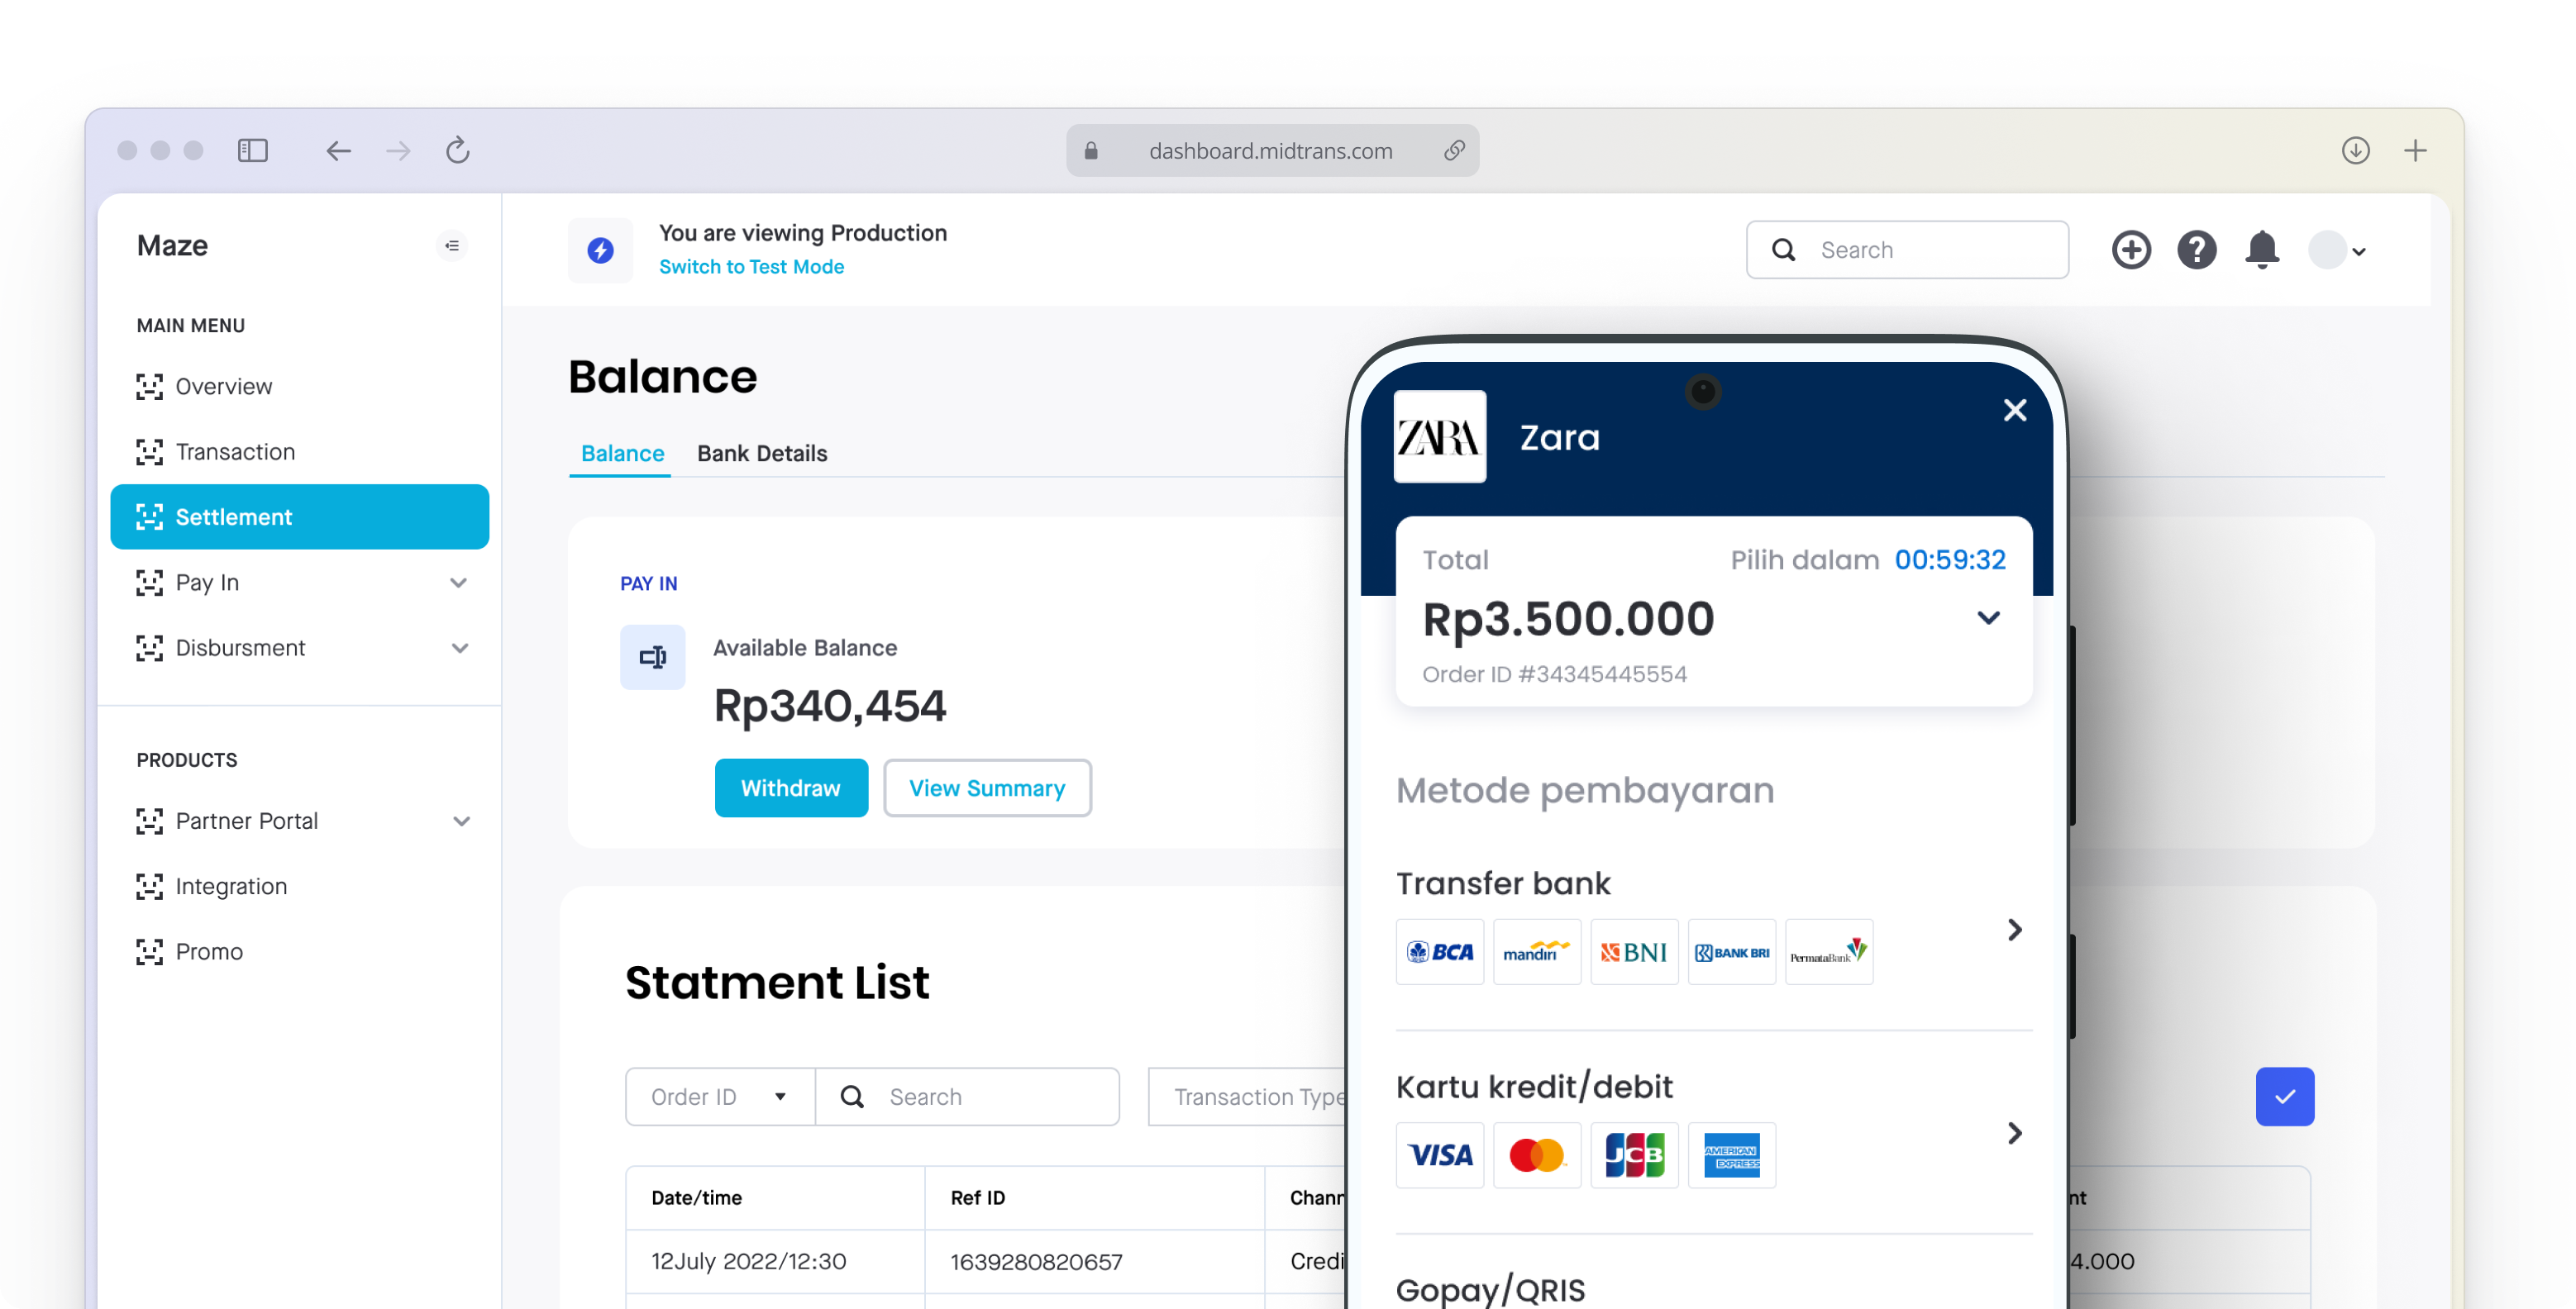 dashboard.midtrans.com
Maze
You are viewing Production
Switch to Test Mode
Search
MAIN MENU
Overview
Transaction
Settlement
Pay In
Disbursment
PRODUCTS
Partner Portal
Integration
Promo
Balance
Balance Bank Details
PAY IN
Available Balance
Rp340,454
Withdraw View Summary
Statment List
Order ID Search Transaction Type
Date/time Ref ID Chann nt
12July 2022/12:30 1639280820657 Credi 4.000
ZARA Zara
Total Pilih dalam 00:59:32
Rp3.500.000
Order ID #34345445554
Metode pembayaran
Transfer bank
BCA mandiri BNI BANK BRI PermataBank
Kartu kredit/debit
VISA JCB AMERICAN EXPRESS
Gopay/QRIS